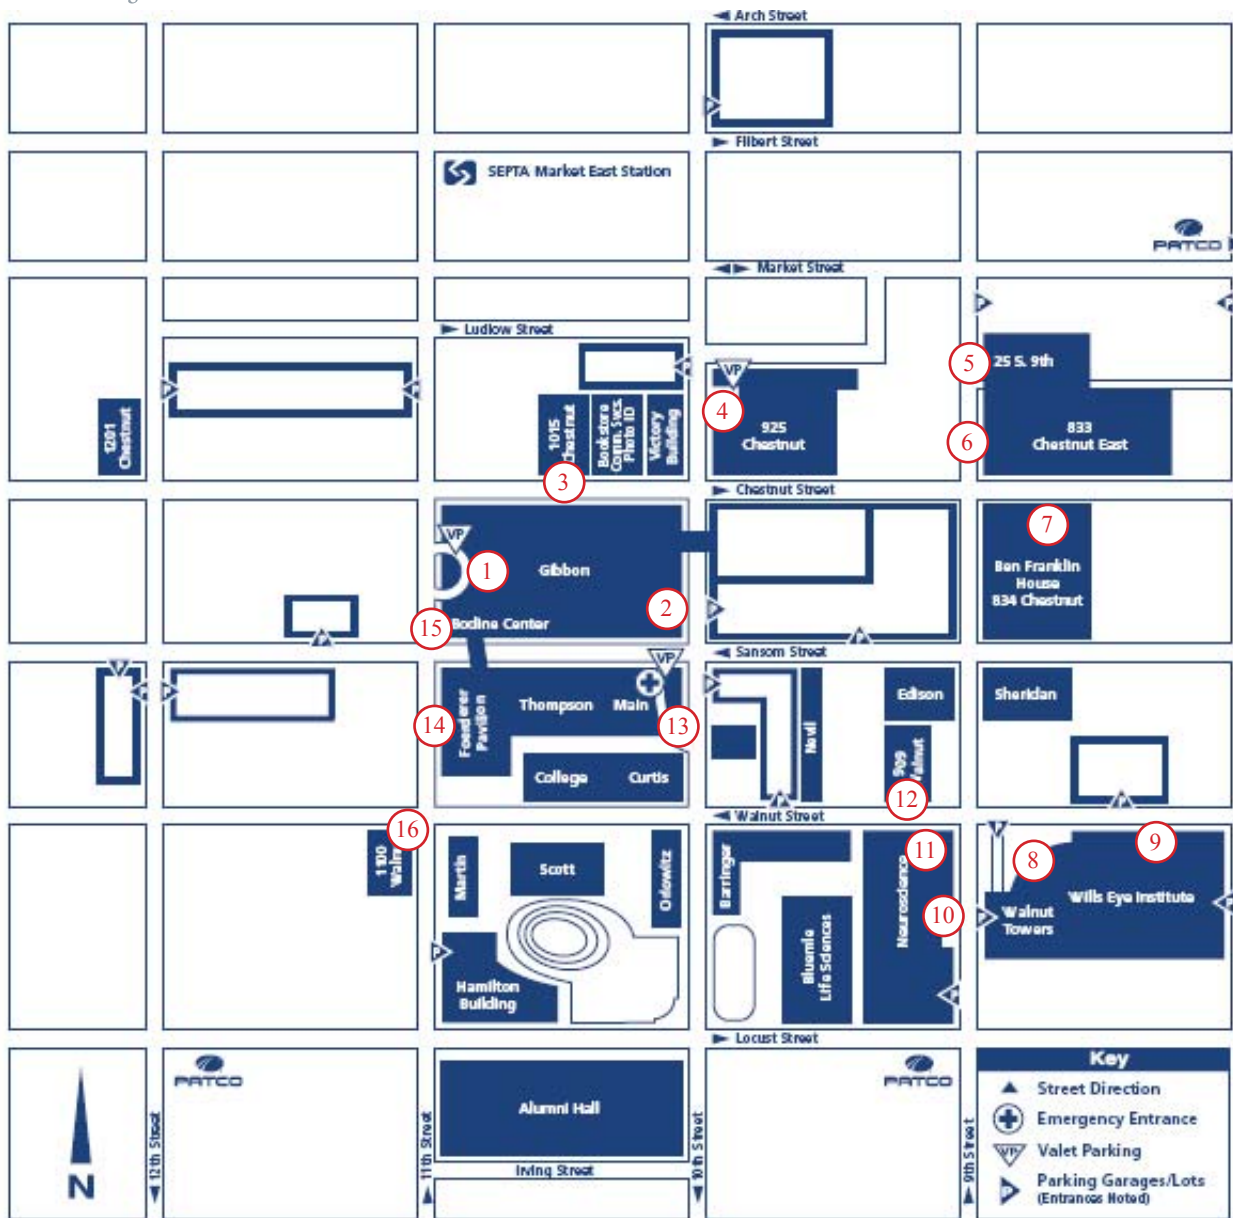 Arch Street
P
Filbert Street
SEPTA Market East Station
PATCO
P
Market Street
P
P
Ludlow Street
P
P
P
VP
5
25 S. 9th
4
925
Chestnut
6
833
Chestnut East
1201
Chestnut
1015
Chestnut
Bookstore
Comm. Svcs.
Photo ID
Victory
Building
3
Chestnut Street
7
VP
1
Gibbon
Ben Franklin
House
834 Chestnut
2
P
15
Bodine Center
P
P
Sansom Street
P
P
P
VP
P
14
Foerderer
Pavilion
Thompson
Main
13
Nevil
Edison
Sheridan
909
Walnut
College
Curtis
12
P
P
Walnut Street
16
1100
Walnut
Martin
Scott
Orlowitz
Barringer
11
Neuroscience
10
P
8
9
Wills Eye Institute
P
Walnut
Towers
P
P
Hamilton
Building
Bluemle
Life Sciences
P
Locust Street
PATCO
PATCO
Alumni Hall
Irving Street
N
12th Street
11th Street
10th Street
9th Street
Key
Street Direction
Emergency Entrance
VP
Valet Parking
P
Parking Garages/Lots
(Entrances Noted)